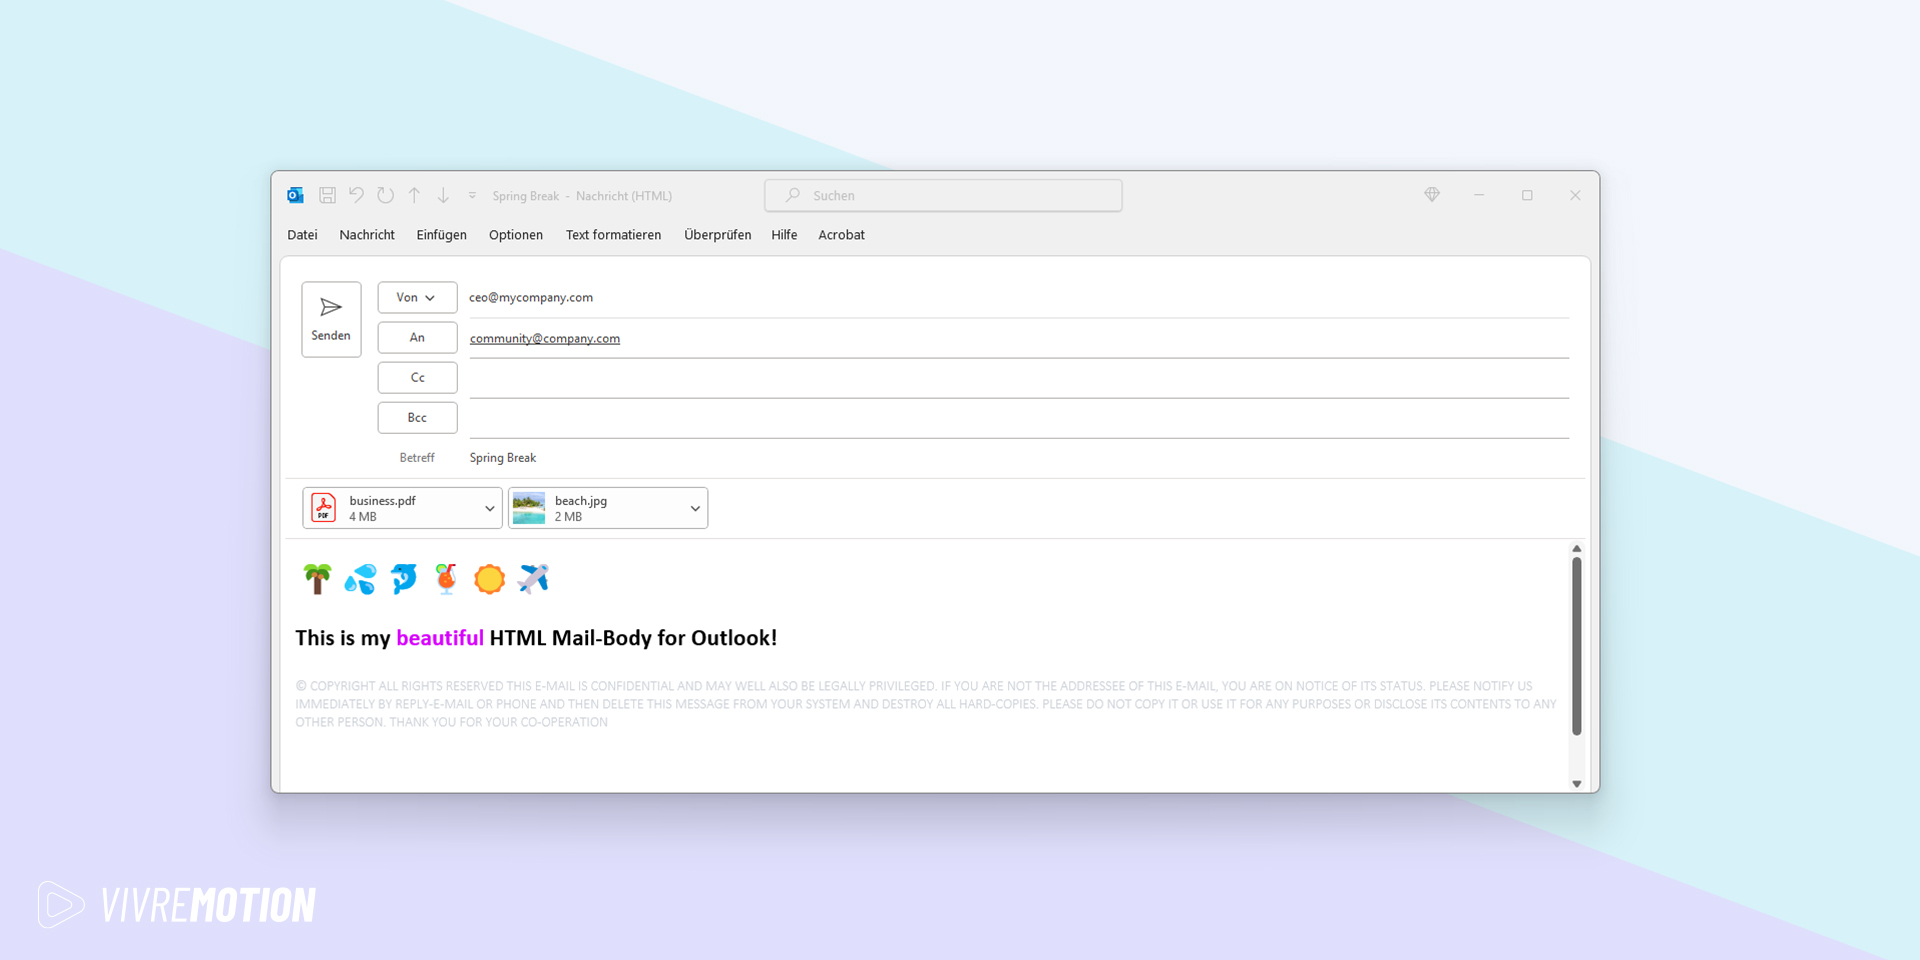 Spring Break - Nachricht (HTML)
Suchen
Datei Nachricht Einfügen Optionen Text formatieren Überprüfen Hilfe Acrobat
Senden
Von ceo@mycompany.com
An community@company.com
Cc
Bcc
Betreff Spring Break
PDF
business.pdf
4 MB
beach.jpg
2 MB
This is my beautiful HTML Mail-Body for Outlook!
© COPYRIGHT ALL RIGHTS RESERVED THIS E-MAIL IS CONFIDENTIAL AND MAY WELL ALSO BE LEGALLY PRIVILEGED. IF YOU ARE NOT THE ADDRESSEE OF THIS E-MAIL, YOU ARE ON NOTICE OF ITS STATUS. PLEASE NOTIFY US
IMMEDIATELY BY REPLY-E-MAIL OR PHONE AND THEN DELETE THIS MESSAGE FROM YOUR SYSTEM AND DESTROY ALL HARD-COPIES. PLEASE DO NOT COPY IT OR USE IT FOR ANY PURPOSES OR DISCLOSE ITS CONTENTS TO ANY
OTHER PERSON. THANK YOU FOR YOUR CO-OPERATION
VIVREMOTION